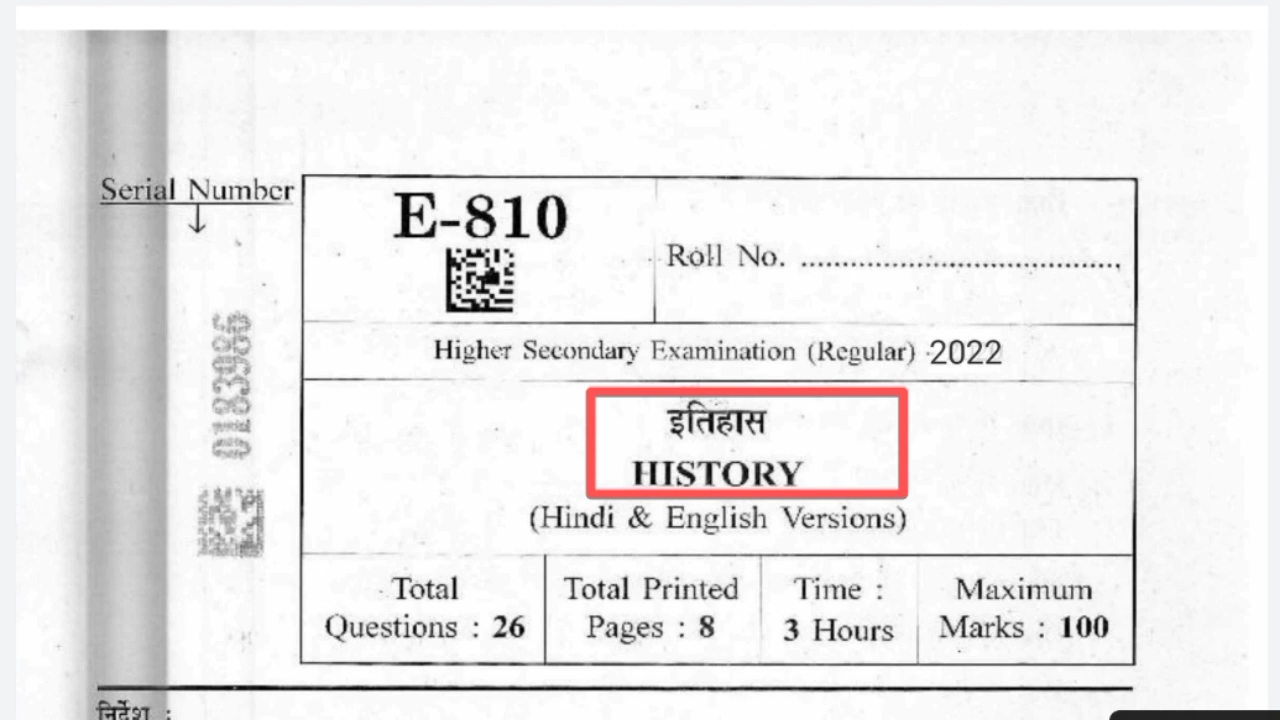 Serial Number
E-810
Roll No. ........................................
Higher Secondary Examination (Regular) -2022
0183986
इतिहास
HISTORY
(Hindi & English Versions)
Total
Questions : 26
Total Printed
Pages : 8
Time :
3 Hours
Maximum
Marks : 100
निर्देश :